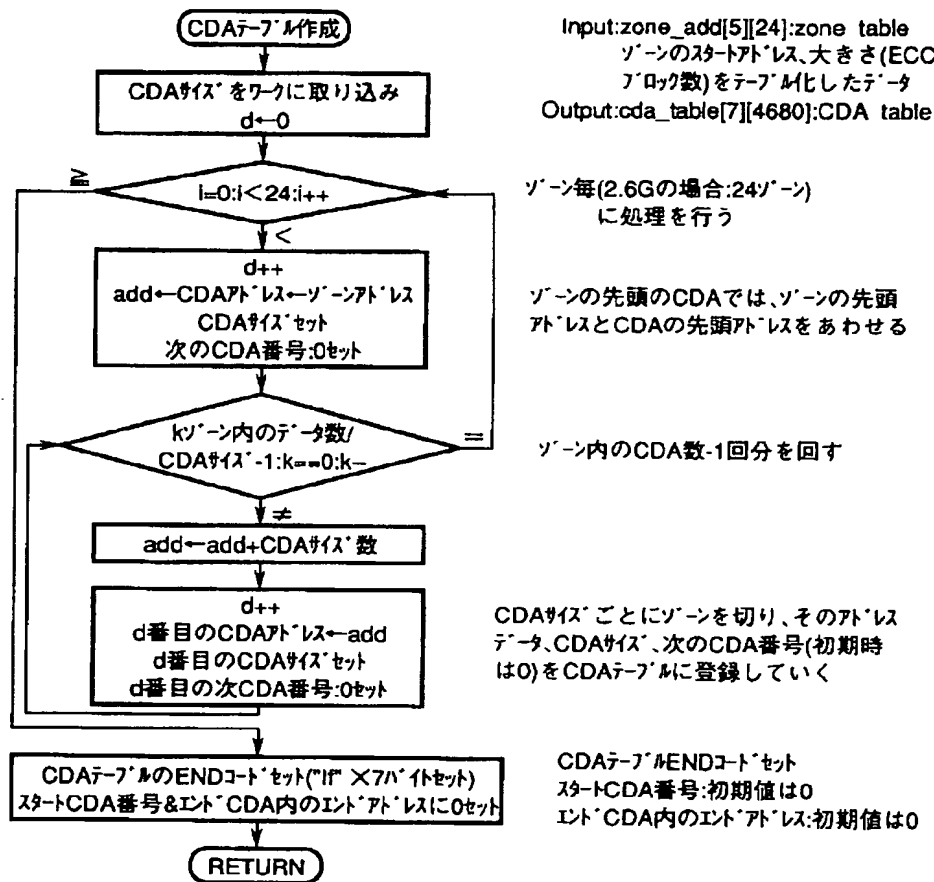 CDAﾃｰﾌﾞﾙ作成
Input:zone_add[5][24]:zone table
ｿﾞｰﾝのｽﾀｰﾄｱﾄﾞﾚｽ、大きさ(ECC
ﾌﾞﾛｯｸ数)をﾃｰﾌﾞﾙ化したﾃﾞｰﾀ
Output:cda_table[7][4680]:CDA table
CDAｻｲｽﾞをﾜｰｸに取り込み
d←0
i=0:i<24:i++
≧
<
ｿﾞｰﾝ毎(2.6Gの場合:24ｿﾞｰﾝ)
に処理を行う
d++
add←CDAｱﾄﾞﾚｽ←ｿﾞｰﾝｱﾄﾞﾚｽ
CDAｻｲｽﾞｾｯﾄ
次のCDA番号:0ｾｯﾄ
ｿﾞｰﾝの先頭のCDAでは、ｿﾞｰﾝの先頭
ｱﾄﾞﾚｽとCDAの先頭ｱﾄﾞﾚｽをあわせる
kｿﾞｰﾝ内のﾃﾞｰﾀ数/
CDAｻｲｽﾞ-1:k==0:k--
=
≠
ｿﾞｰﾝ内のCDA数-1回分を回す
add←add+CDAｻｲｽﾞ数
d++
d番目のCDAｱﾄﾞﾚｽ←add
d番目のCDAｻｲｽﾞｾｯﾄ
d番目の次CDA番号:0ｾｯﾄ
CDAｻｲｽﾞごとにｿﾞｰﾝを切り、そのｱﾄﾞﾚｽ
ﾃﾞｰﾀ、CDAｻｲｽﾞ、次のCDA番号(初期時
は0)をCDAﾃｰﾌﾞﾙに登録していく
CDAﾃｰﾌﾞﾙのENDｺｰﾄﾞｾｯﾄ("ff" ×7ﾊﾞｲﾄｾｯﾄ)
ｽﾀｰﾄCDA番号&ｴﾝﾄﾞCDA内のｴﾝﾄﾞｱﾄﾞﾚｽに0ｾｯﾄ
CDAﾃｰﾌﾞﾙENDｺｰﾄﾞｾｯﾄ
ｽﾀｰﾄCDA番号:初期値は0
ｴﾝﾄﾞCDA内のｴﾝﾄﾞｱﾄﾞﾚｽ:初期値は0
RETURN